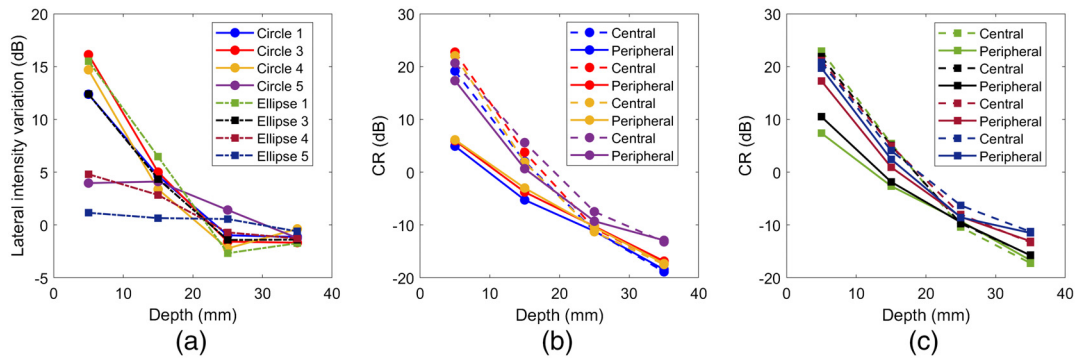 20
15
10
5
0
-5
Lateral intensity variation (dB)
0 10 20 30 40
Depth (mm)
Circle 1
Circle 3
Circle 4
Circle 5
Ellipse 1
Ellipse 3
Ellipse 4
Ellipse 5
(a)
30
20
10
0
-10
-20
CR (dB)
0 10 20 30 40
Depth (mm)
Central
Peripheral
Central
Peripheral
Central
Peripheral
Central
Peripheral
(b)
30
20
10
0
-10
-20
CR (dB)
0 10 20 30 40
Depth (mm)
Central
Peripheral
Central
Peripheral
Central
Peripheral
Central
Peripheral
(c)